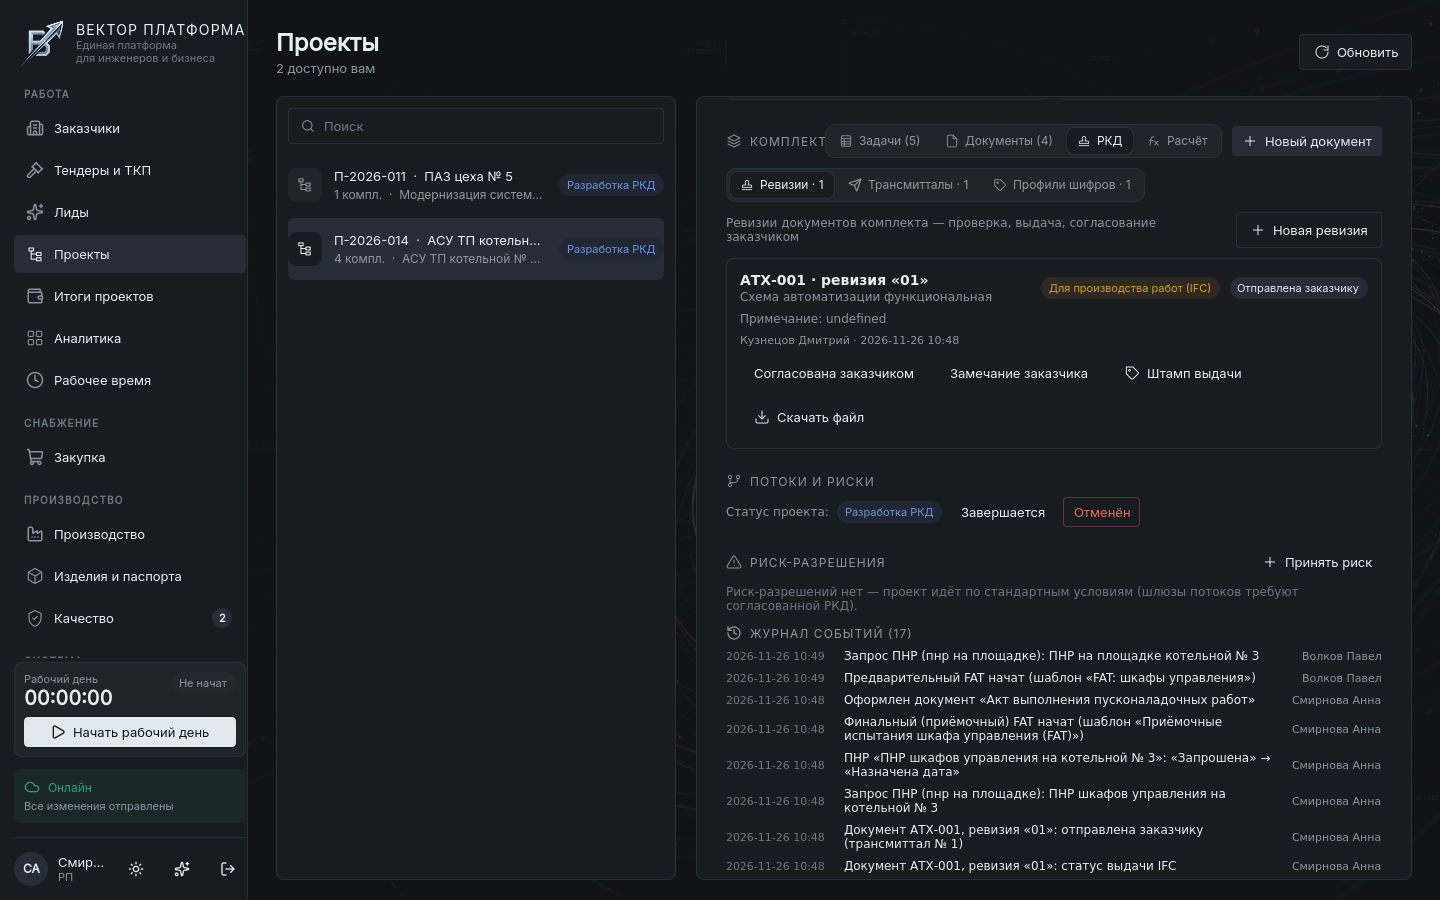 ВЕКТОР ПЛАТФОРМА
Единая платформа
для инженеров и бизнеса
РАБОТА
Заказчики
Тендеры и ТКП
Лиды
Проекты
Итоги проектов
Аналитика
Рабочее время
СНАБЖЕНИЕ
Закупка
ПРОИЗВОДСТВО
Производство
Изделия и паспорта
Качество
2
Рабочий день
00:00:00
Не начат
Начать рабочий день
Онлайн
Все изменения отправлены
СА
Смир...
РП
Проекты
2 доступно вам
Обновить
Поиск
П-2026-011 · ПАЗ цеха № 5
1 компл. · Модернизация систем...
Разработка РКД
П-2026-014 · АСУ ТП котельн...
4 компл. · АСУ ТП котельной № ...
Разработка РКД
КОМПЛЕКТ
Задачи (5)
Документы (4)
РКД
Расчёт
Новый документ
Ревизии · 1
Трансмитталы · 1
Профили шифров · 1
Ревизии документов комплекта — проверка, выдача, согласование
заказчиком
Новая ревизия
АТХ-001 · ревизия «01»
Схема автоматизации функциональная
Для производства работ (IFC)
Отправлена заказчику
Примечание: undefined
Кузнецов Дмитрий · 2026-11-26 10:48
Согласована заказчиком
Замечание заказчика
Штамп выдачи
Скачать файл
ПОТОКИ И РИСКИ
Статус проекта:
Разработка РКД
Завершается
Отменён
РИСК-РАЗРЕШЕНИЯ
Принять риск
Риск-разрешений нет — проект идёт по стандартным условиям (шлюзы потоков требуют
согласованной РКД).
ЖУРНАЛ СОБЫТИЙ (17)
2026-11-26 10:49 Запрос ПНР (пнр на площадке): ПНР на площадке котельной № 3 Волков Павел
2026-11-26 10:49 Предварительный FAT начат (шаблон «FAT: шкафы управления») Волков Павел
2026-11-26 10:48 Оформлен документ «Акт выполнения пусконаладочных работ» Смирнова Анна
2026-11-26 10:48 Финальный (приёмочный) FAT начат (шаблон «Приёмочные
испытания шкафа управления (FAT)») Смирнова Анна
2026-11-26 10:48 ПНР «ПНР шкафов управления на котельной № 3»: «Запрошена» →
«Назначена дата» Смирнова Анна
2026-11-26 10:48 Запрос ПНР (пнр на площадке): ПНР шкафов управления на
котельной № 3 Смирнова Анна
2026-11-26 10:48 Документ АТХ-001, ревизия «01»: отправлена заказчику
(трансмиттал № 1) Смирнова Анна
2026-11-26 10:48 Документ АТХ-001, ревизия «01»: статус выдачи IFC Смирнова Анна